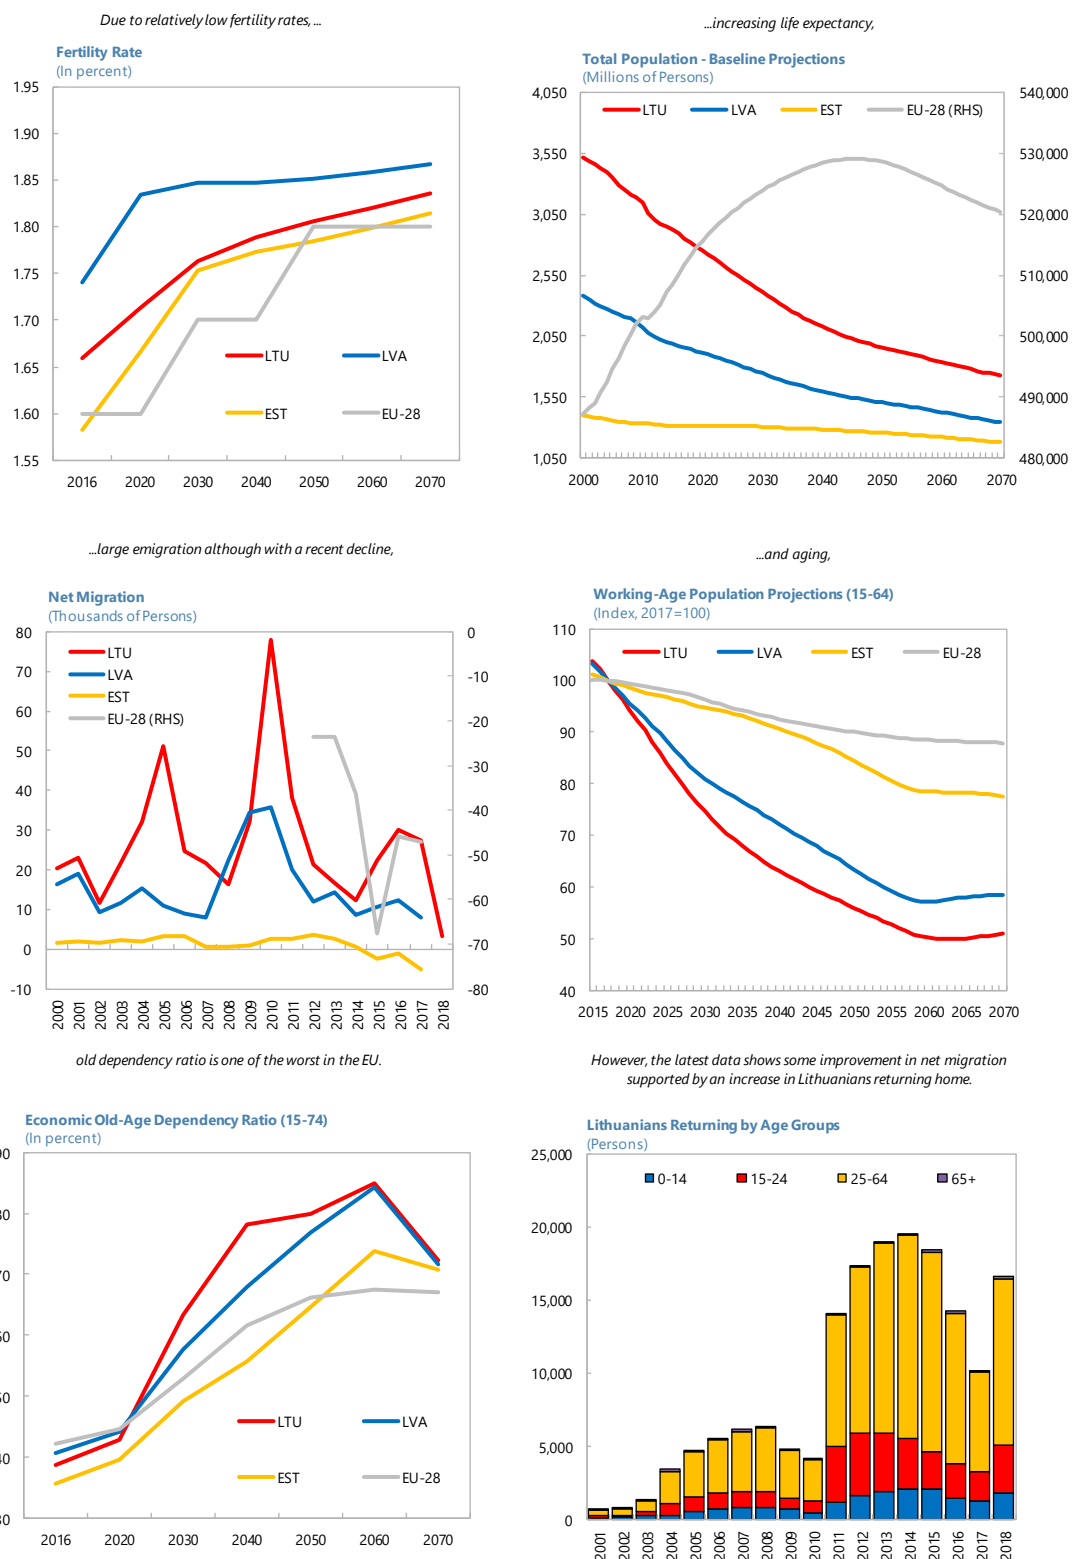 Due to relatively low fertility rates, ...
Fertility Rate
(In percent)
1.95
1.90
1.85
1.80
1.75
1.70
1.65
1.60
1.55
LTU
LVA
EST
EU-28
2016 2020 2030 2040 2050 2060 2070
...increasing life expectancy,
Total Population - Baseline Projections
(Millions of Persons)
4,050
3,550
3,050
2,550
2,050
1,550
1,050
LTU LVA EST EU-28 (RHS)
540,000
530,000
520,000
510,000
500,000
490,000
480,000
2000 2010 2020 2030 2040 2050 2060 2070
...large emigration although with a recent decline,
Net Migration
(Thousands of Persons)
80
70
60
50
40
30
20
10
0
-10
LTU
LVA
EST
EU-28 (RHS)
0
-10
-20
-30
-40
-50
-60
-70
-80
2000 2001 2002 2003 2004 2005 2006 2007 2008 2009 2010 2011 2012 2013 2014 2015 2016 2017 2018
...and aging,
Working-Age Population Projections (15-64)
(Index, 2017=100)
110
100
90
80
70
60
50
40
LTU LVA EST EU-28
2015 2020 2025 2030 2035 2040 2045 2050 2055 2060 2065 2070
old dependency ratio is one of the worst in the EU.
Economic Old-Age Dependency Ratio (15-74)
(In percent)
90
80
70
60
50
40
30
LTU LVA
EST EU-28
2016 2020 2030 2040 2050 2060 2070
However, the latest data shows some improvement in net migration
supported by an increase in Lithuanians returning home.
Lithuanians Returning by Age Groups
(Persons)
25,000
20,000
15,000
10,000
5,000
0
0-14 15-24 25-64 65+
2001 2002 2003 2004 2005 2006 2007 2008 2009 2010 2011 2012 2013 2014 2015 2016 2017 2018